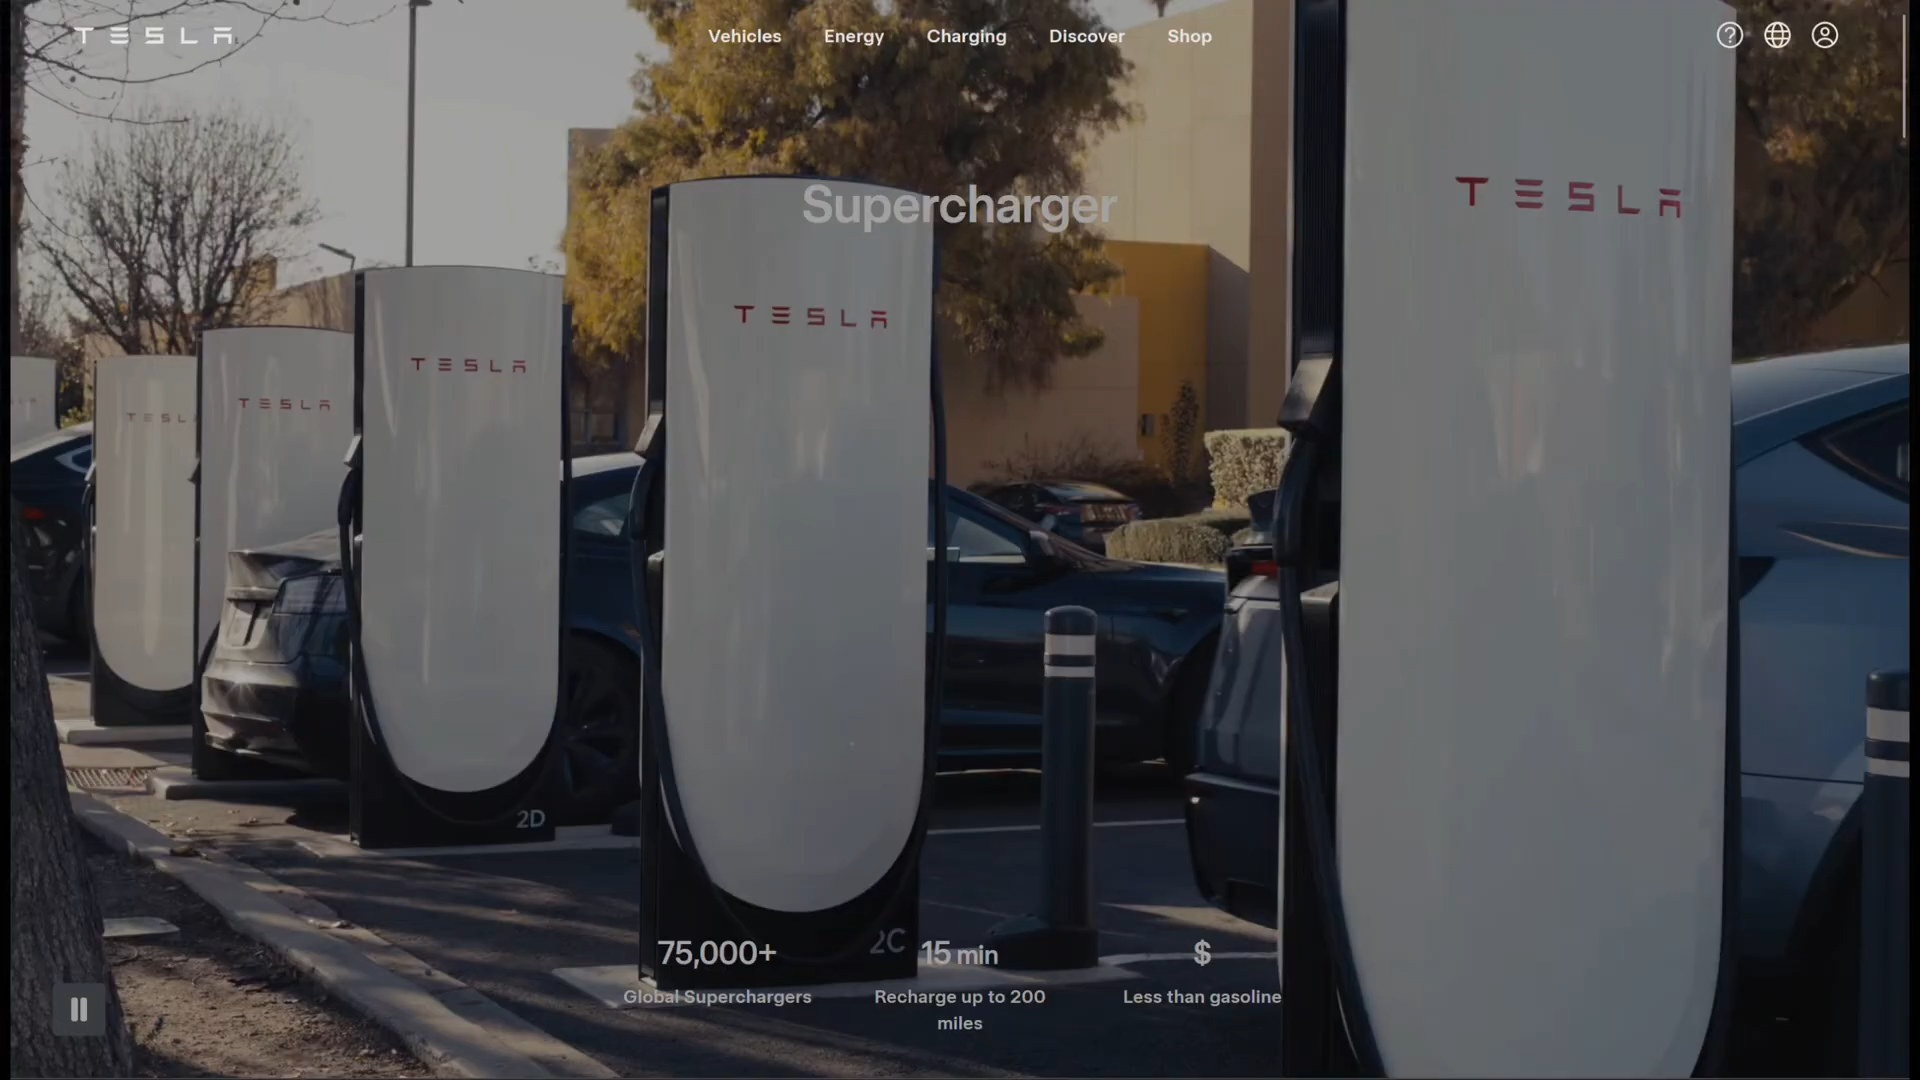 TESLA
Vehicles
Energy
Charging
Discover
Shop
Supercharger
TESLA
TESLA
TESLA
TESLA
TESL
2D
2C
75,000+
Global Superchargers
15 min
Recharge up to 200
miles
$
Less than gasoline